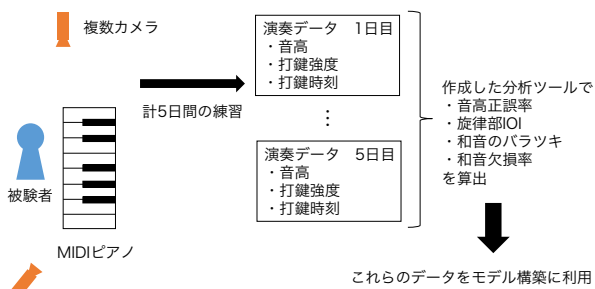 複数カメラ
被験者
MIDIピアノ
計5日間の練習
演奏データ　1日目
・音高
・打鍵強度
・打鍵時刻
⋮
演奏データ　5日目
・音高
・打鍵強度
・打鍵時刻
作成した分析ツールで
・音高正誤率
・旋律部IOI
・和音のバラツキ
・和音欠損率
を算出
これらのデータをモデル構築に利用